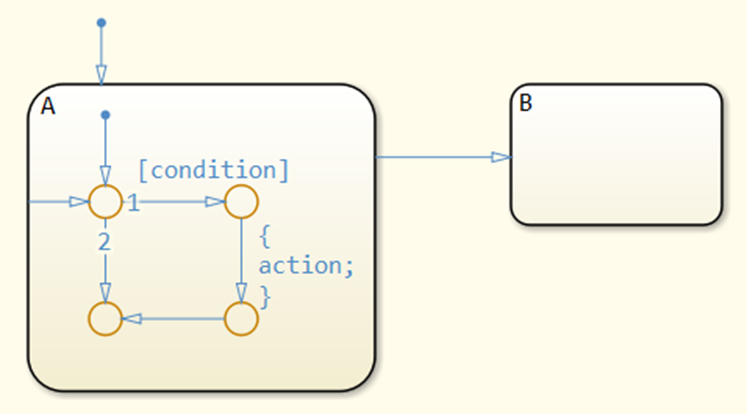 A
B
[condition]
1
2
{
action;
}